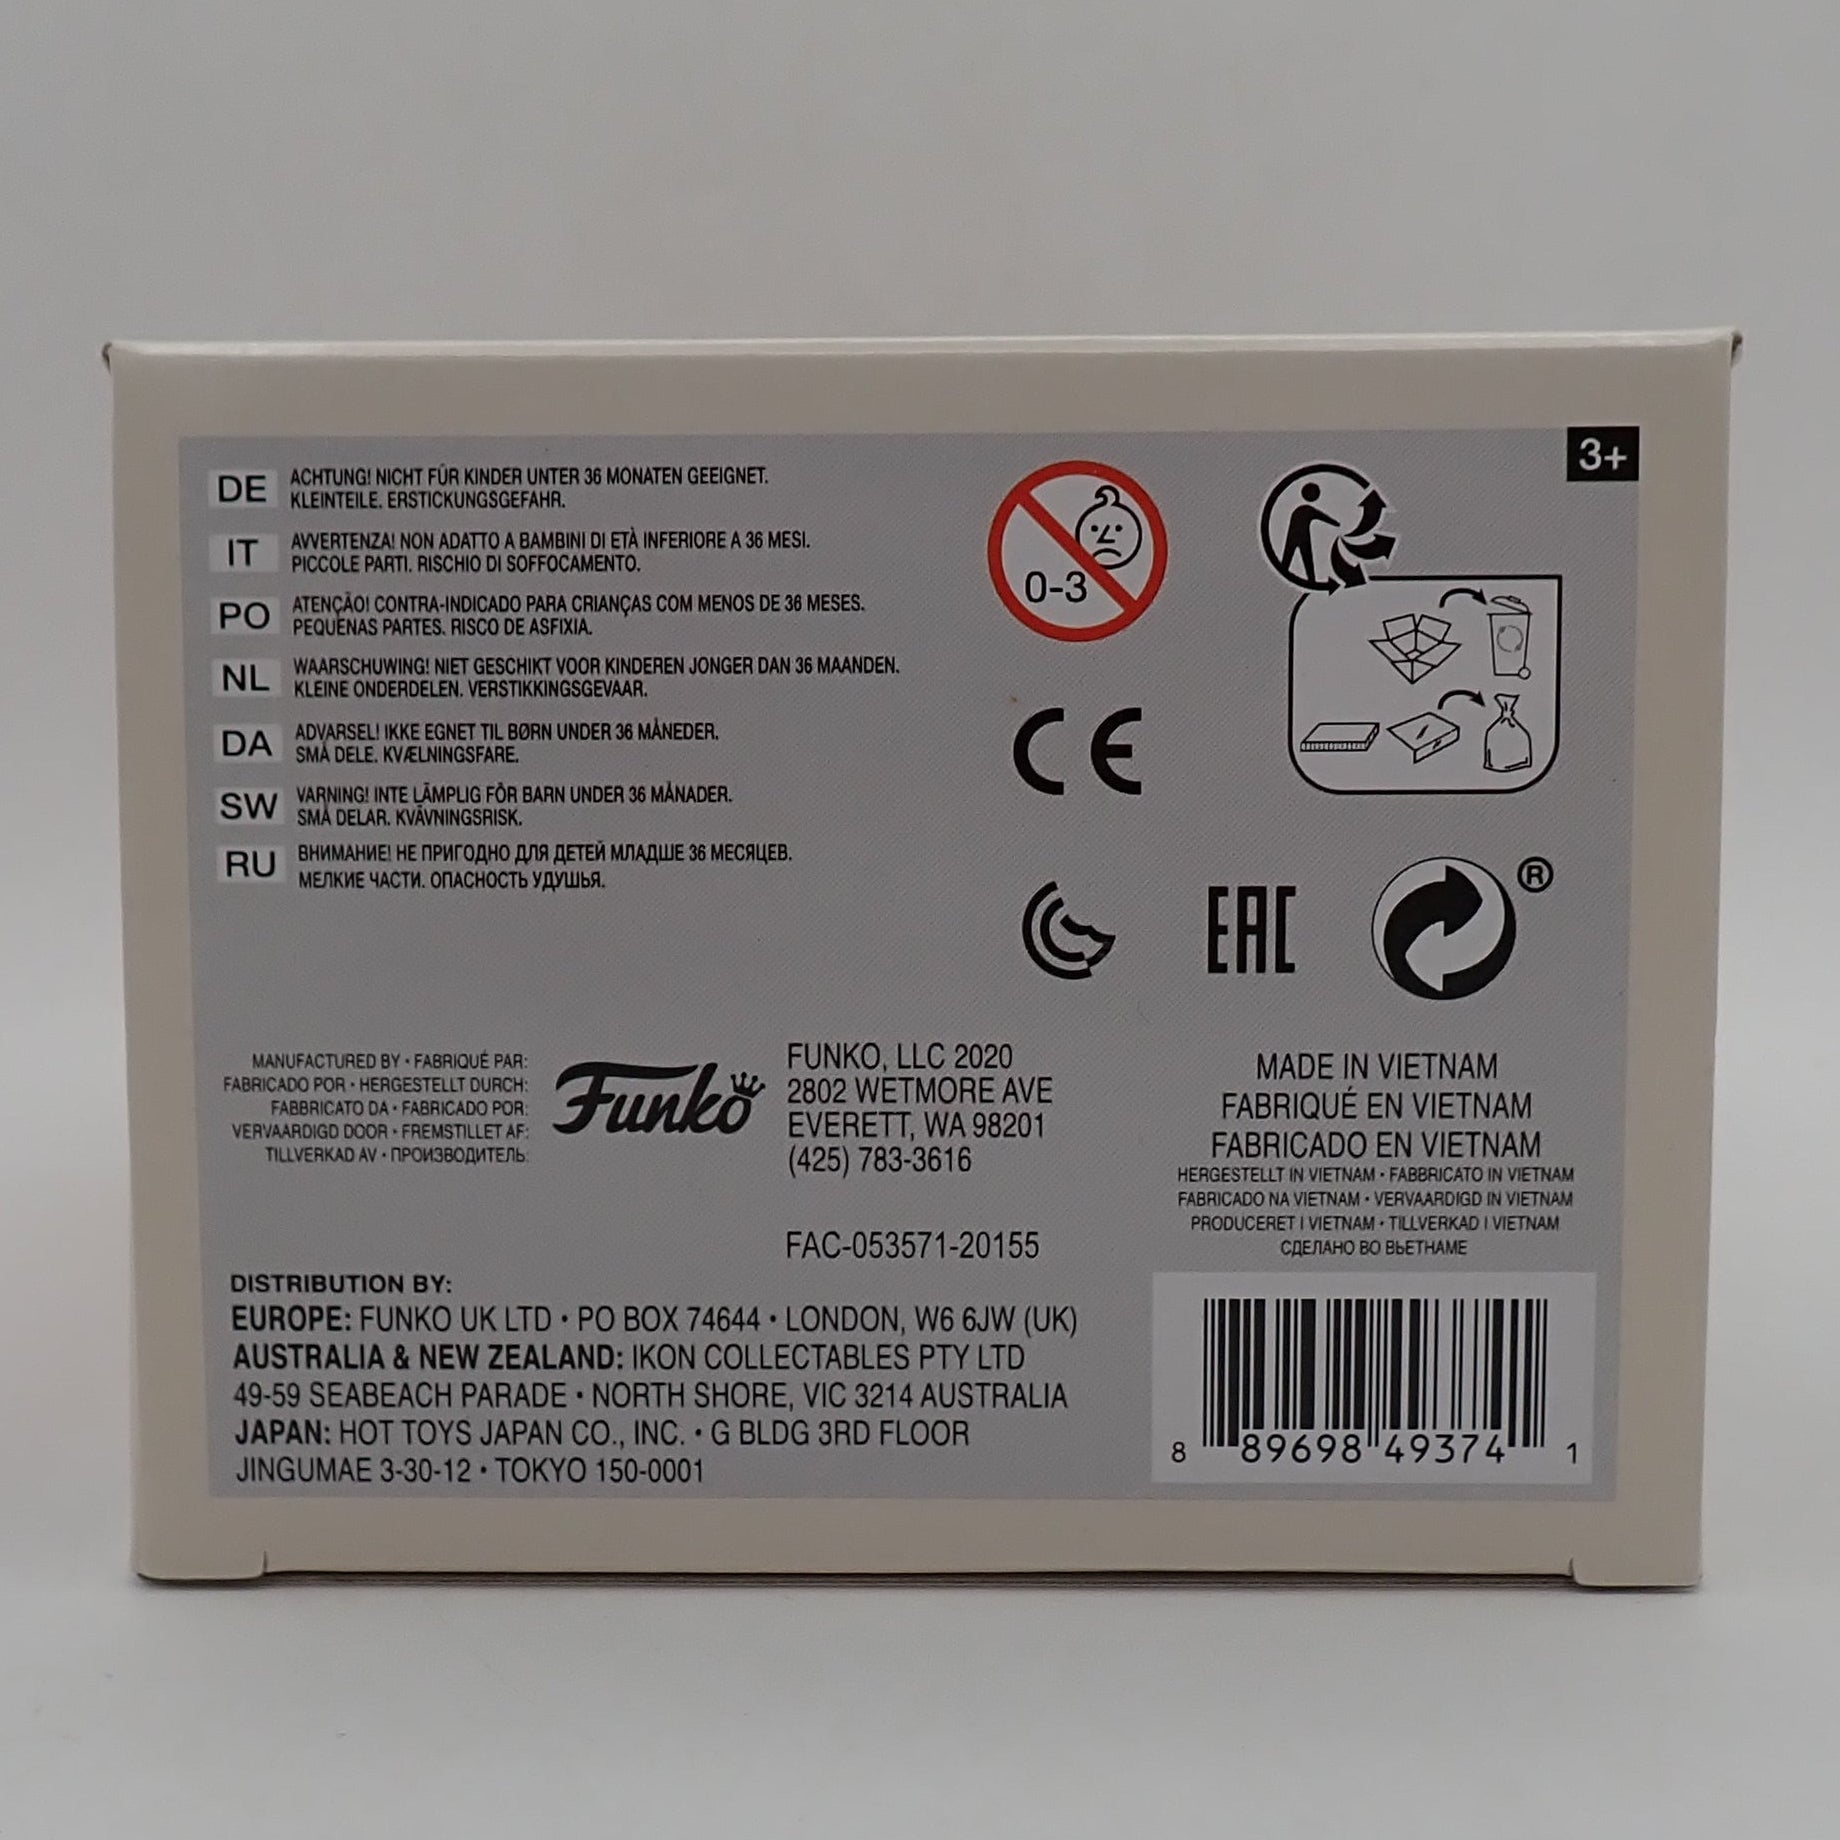 3+
DE
ACHTUNG! NICHT FÜR KINDER UNTER 36 MONATEN GEEIGNET.
KLEINTEILE. ERSTICKUNGSGEFAHR.
IT
AVVERTENZA! NON ADATTO A BAMBINI DI ETÀ INFERIORE A 36 MESI.
PICCOLE PARTI. RISCHIO DI SOFFOCAMENTO.
PO
ATENÇÃO! CONTRA-INDICADO PARA CRIANÇAS COM MENOS DE 36 MESES.
PEQUENAS PARTES. RISCO DE ASFIXIA.
NL
WAARSCHUWING! NIET GESCHIKT VOOR KINDEREN JONGER DAN 36 MAANDEN.
KLEINE ONDERDELEN. VERSTIKKINGSGEVAAR.
DA
ADVARSEL! IKKE EGNET TIL BØRN UNDER 36 MÅNEDER.
SMÅ DELE. KVÆLNINGSFARE.
SW
VARNING! INTE LÄMPLIG FÖR BARN UNDER 36 MÅNADER.
SMÅ DELAR. KVÄVNINGSRISK.
RU
ВНИМАНИЕ! НЕ ПРИГОДНО ДЛЯ ДЕТЕЙ МЛАДШЕ 36 МЕСЯЦЕВ.
МЕЛКИЕ ЧАСТИ. ОПАСНОСТЬ УДУШЬЯ.
0-3
CE
EAC
®
MANUFACTURED BY • FABRIQUÉ PAR:
FABRICADO POR • HERGESTELLT DURCH:
FABBRICATO DA • FABRICADO POR:
VERVAARDIGD DOOR • FREMSTILLET AF:
TILLVERKAD AV • ПРОИЗВОДИТЕЛЬ:
Funko
FUNKO, LLC 2020
2802 WETMORE AVE
EVERETT, WA 98201
(425) 783-3616
FAC-053571-20155
MADE IN VIETNAM
FABRIQUÉ EN VIETNAM
FABRICADO EN VIETNAM
HERGESTELLT IN VIETNAM • FABBRICATO IN VIETNAM
FABRICADO NA VIETNAM • VERVAARDIGD IN VIETNAM
PRODUCERET I VIETNAM • TILLVERKAD I VIETNAM
СДЕЛАНО ВО ВЬЕТНАМЕ
DISTRIBUTION BY:
EUROPE: FUNKO UK LTD • PO BOX 74644 • LONDON, W6 6JW (UK)
AUSTRALIA & NEW ZEALAND: IKON COLLECTABLES PTY LTD
49-59 SEABEACH PARADE • NORTH SHORE, VIC 3214 AUSTRALIA
JAPAN: HOT TOYS JAPAN CO., INC. • G BLDG 3RD FLOOR
JINGUMAE 3-30-12 • TOKYO 150-0001
8 89698 49374 1